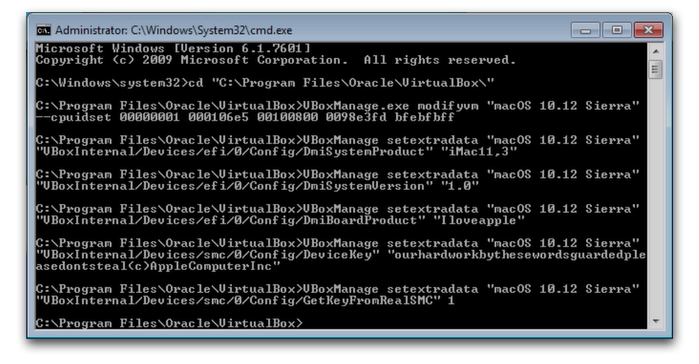 Administrator: C:\Windows\System32\cmd.exe
Microsoft Windows [Version 6.1.7601]
Copyright (c) 2009 Microsoft Corporation.  All rights reserved.
C:\Windows\system32>cd "C:\Program Files\Oracle\VirtualBox\"
C:\Program Files\Oracle\VirtualBox>VBoxManage.exe modifyvm "macOS 10.12 Sierra"
--cpuidset 00000001 000106e5 00100800 0098e3fd bfebfbff
C:\Program Files\Oracle\VirtualBox>VBoxManage setextradata "macOS 10.12 Sierra"
"VBoxInternal/Devices/efi/0/Config/DmiSystemProduct" "iMac11,3"
C:\Program Files\Oracle\VirtualBox>VBoxManage setextradata "macOS 10.12 Sierra"
"VBoxInternal/Devices/efi/0/Config/DmiSystemVersion" "1.0"
C:\Program Files\Oracle\VirtualBox>VBoxManage setextradata "macOS 10.12 Sierra"
"VBoxInternal/Devices/efi/0/Config/DmiBoardProduct" "Iloveapple"
C:\Program Files\Oracle\VirtualBox>VBoxManage setextradata "macOS 10.12 Sierra"
"VBoxInternal/Devices/smc/0/Config/DeviceKey" "ourhardworkbythesewordsguardedple
asedontsteal(c)AppleComputerInc"
C:\Program Files\Oracle\VirtualBox>VBoxManage setextradata "macOS 10.12 Sierra"
"VBoxInternal/Devices/smc/0/Config/GetKeyFromRealSMC" 1
C:\Program Files\Oracle\VirtualBox>